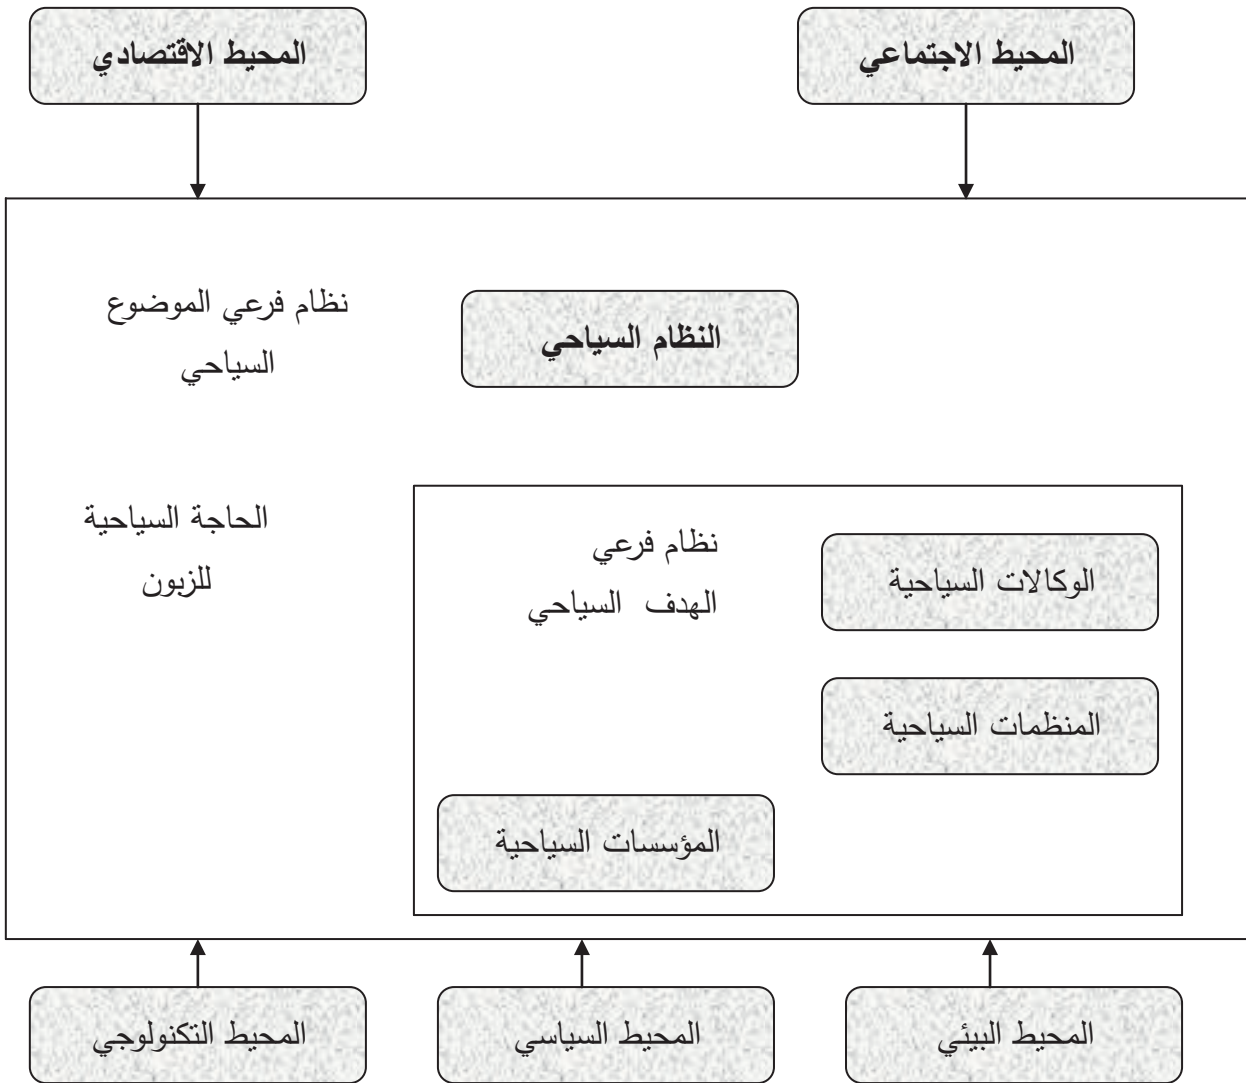 المحيط الاجتماعي
المحيط الاقتصادي
النظام السياحي
نظام فرعي الموضوع
السياحي
الحاجة السياحية
للزبون
نظام فرعي
الهدف السياحي
الوكالات السياحية
المنظمات السياحية
المؤسسات السياحية
المحيط البيئي
المحيط السياسي
المحيط التكنولوجي